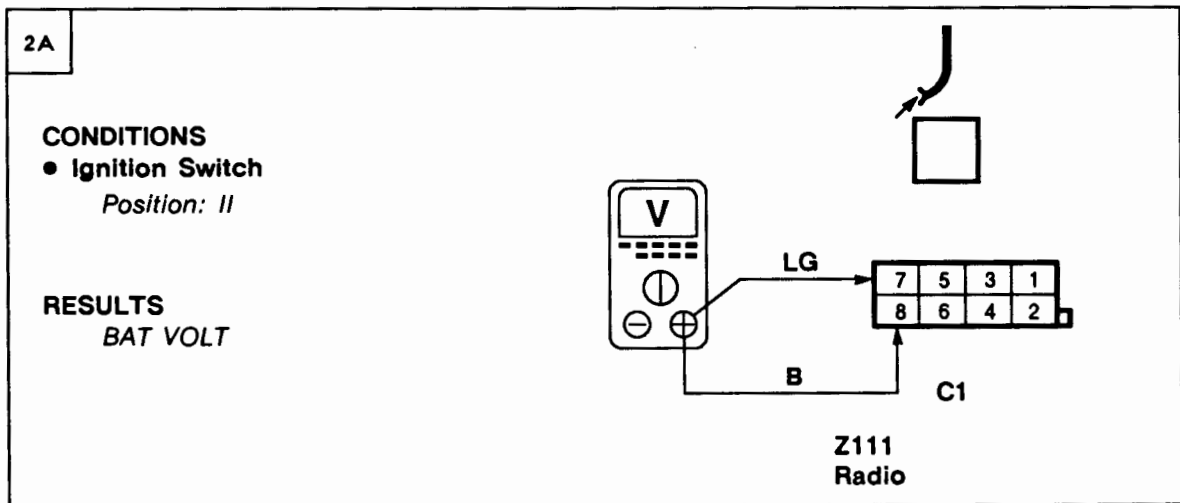 2A
CONDITIONS
● Ignition Switch
Position: II
RESULTS
BAT VOLT
V
LG
B
7 5 3 1
8 6 4 2
C1
Z111
Radio